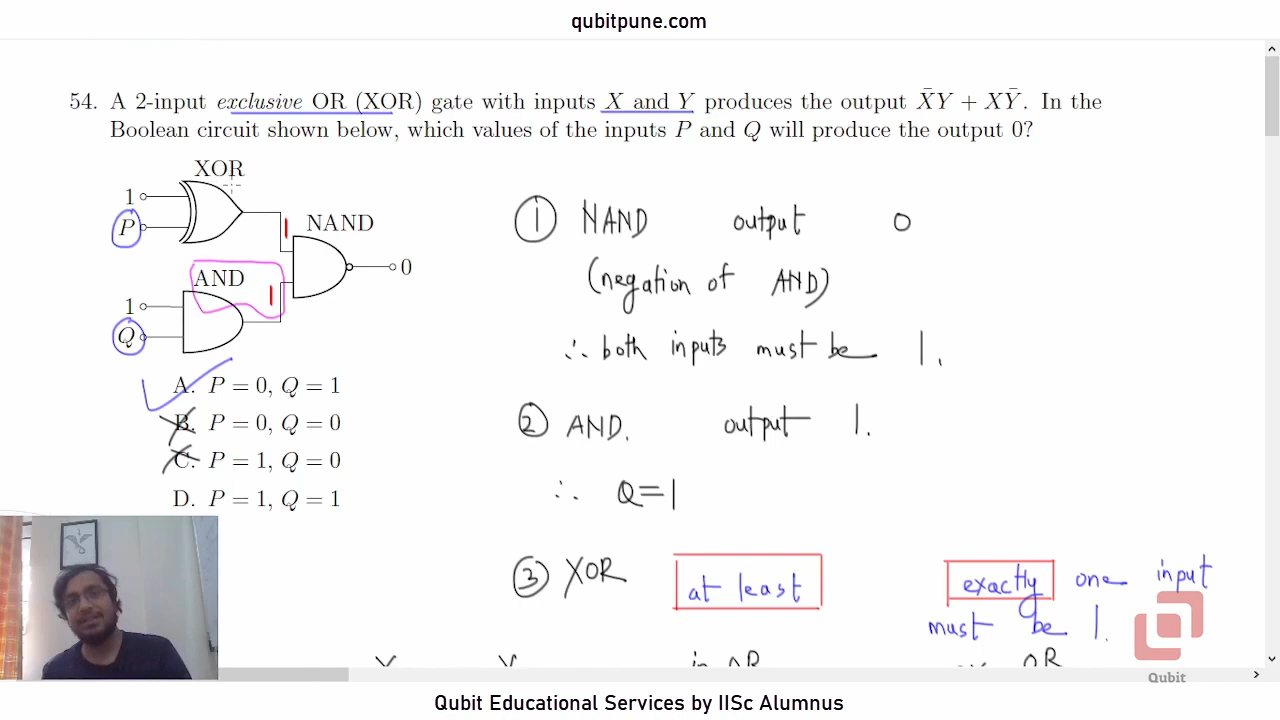 qubitpune.com
54. A 2-input exclusive OR (XOR) gate with inputs X and Y produces the output X̄Y + XȲ. In the
Boolean circuit shown below, which values of the inputs P and Q will produce the output 0?
XOR
1
P
1
NAND
0
AND
1
1
Q
A. P = 0, Q = 1
B. P = 0, Q = 0
C. P = 1, Q = 0
D. P = 1, Q = 1
① NAND output 0
(negation of AND)
∴ both inputs must be 1.
② AND. output 1.
∴ Q=1
③ XOR at least exactly one input
must be 1.
Qubit
Qubit Educational Services by IISc Alumnus